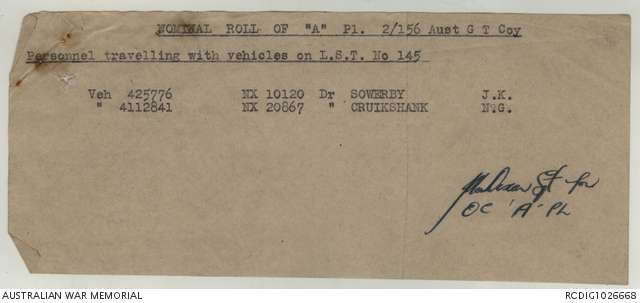 NOMINAL ROLL OF "A" Pl. 2/156 Aust G T Coy
Personnel travelling with vehicles on L.S.T. No 145
Veh 425776 NX 10120 Dr SOWERBY J.K.
" 4112841 NX 20867 " CRUIKSHANK N.G.
for
OC 'A' PL
AUSTRALIAN WAR MEMORIAL RCDIG1026668